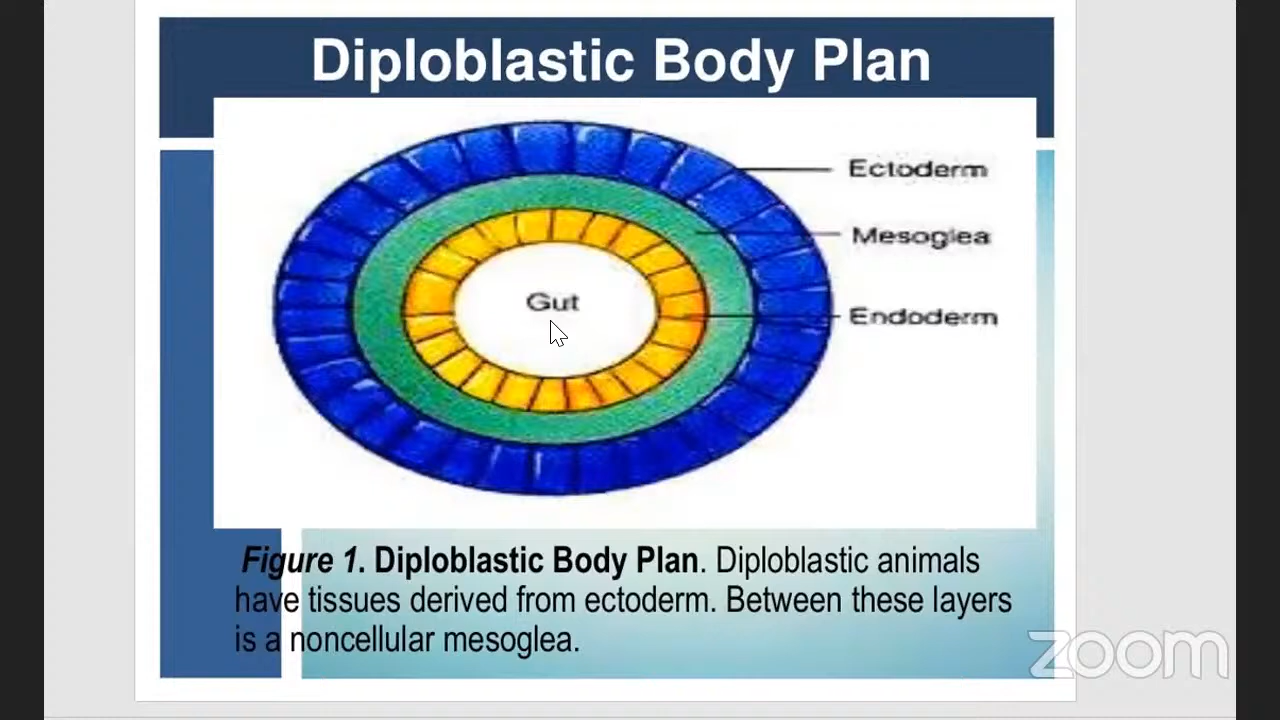 Diploblastic Body Plan
Ectoderm
Mesoglea
Endoderm
Gut
Figure 1. Diploblastic Body Plan. Diploblastic animals
have tissues derived from ectoderm. Between these layers
is a noncellular mesoglea.
zoom